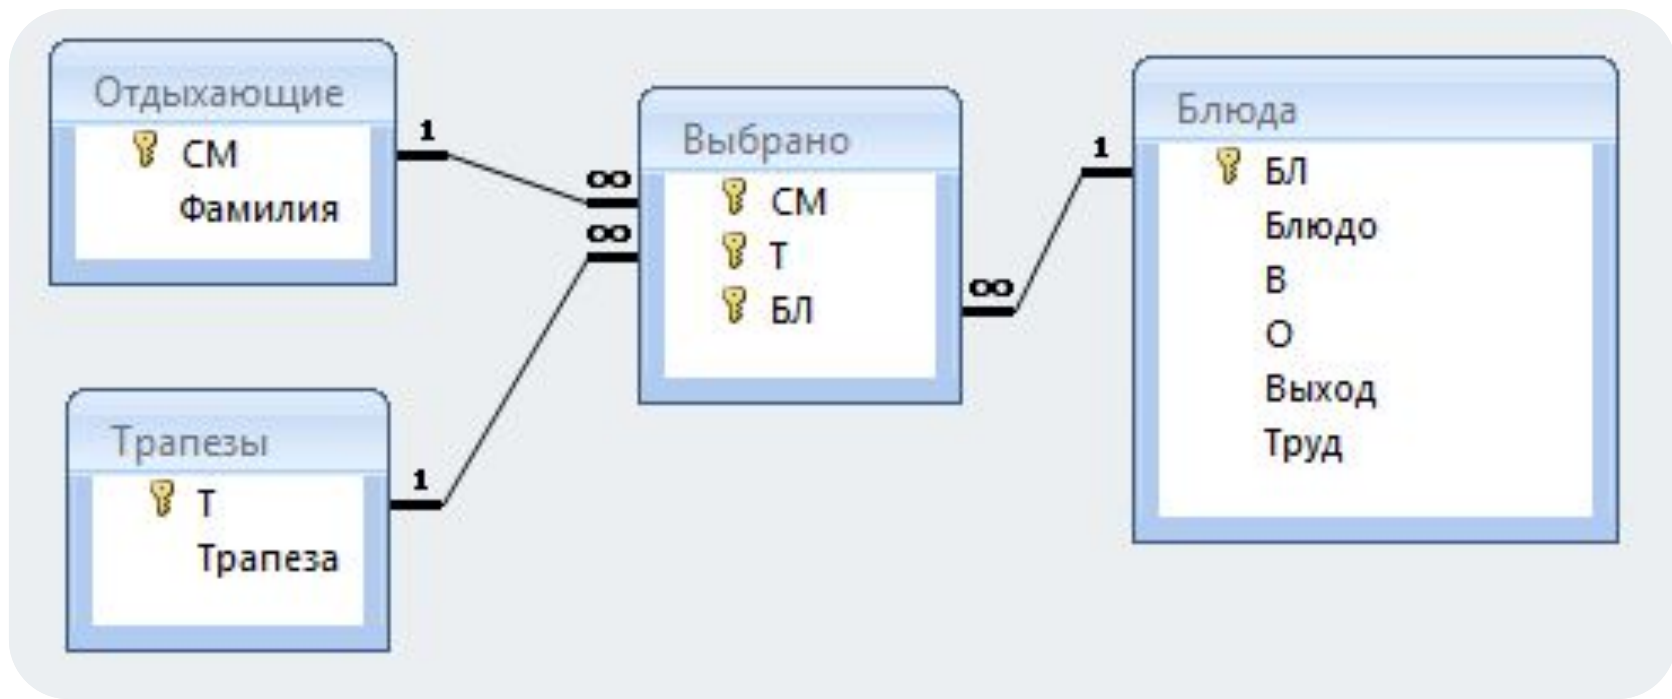 Отдыхающие
СМ
Фамилия
1
∞
∞
Выбрано
СМ
Т
БЛ
∞
1
Блюда
БЛ
Блюдо
В
О
Выход
Труд
Трапезы
Т
Трапеза
1